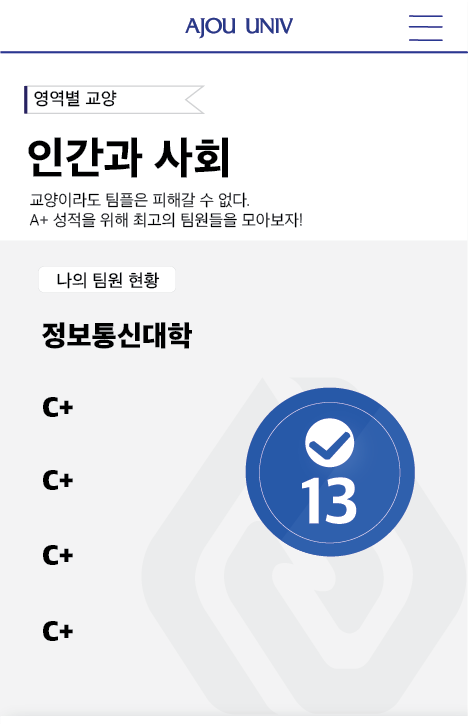 AJOU UNIV
영역별 교양
인간과 사회
교양이라도 팀플은 피해갈 수 없다.
A+ 성적을 위해 최고의 팀원들을 모아보자!
나의 팀원 현황
정보통신대학
C+
13
C+
C+
C+